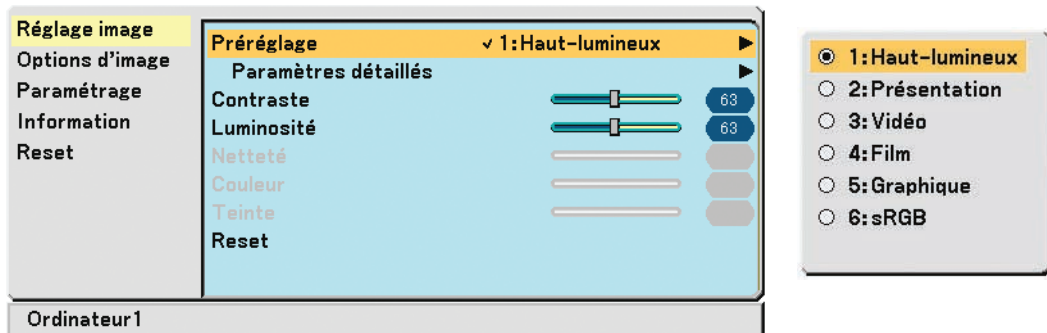 Réglage image
Options d'image
Paramétrage
Information
Reset
Préréglage ✓ 1:Haut-lumineux
Paramètres détaillés
Contraste 63
Luminosité 63
Netteté
Couleur
Teinte
Reset
Ordinateur1
1:Haut-lumineux
2:Présentation
3:Vidéo
4:Film
5:Graphique
6:sRGB